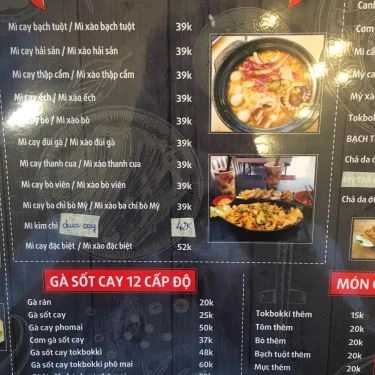 Mì cay bạch tuột / Mì xào bạch tuột 39k
Mì cay hải sản / Mì xào hải sản 39k
Mì cay thập cẩm / Mì xào thập cẩm 39k
Mì cay ếch / Mì xào ếch 39k
Mì cay bò / Mì xào bò 39k
Mì cay đùi gà / Mì xào đùi gà 39k
Mì cay thanh cua / Mì xào thanh cua 39k
Mì cay bò viên / Mì xào bò viên 39k
Mì cay ba chỉ bò Mỹ / Mì xào ba chỉ bò Mỹ 39k
Mì kim chi chua cay 42K
Mì cay đặc biệt / Mì xào đặc biệt 52k
GÀ SỐT CAY 12 CẤP ĐỘ
Gà rán 20k
Gà sốt cay 25k
Gà cay phomai 50k
Cơm gà sốt cay 37k
Gà sốt cay tokbokki 48k
Gà sốt cay tokbokki phô mai 60k
Cơm
Mì
Mì xà
Mỳ xà
Tokbo
BẠCH T
Chả da
Chả da ớt
MÓN
Tokbokki thêm 15k
Tôm thêm 20k
Bò thêm 20k
Bạch tuột thêm 20k
Mực thêm 20k